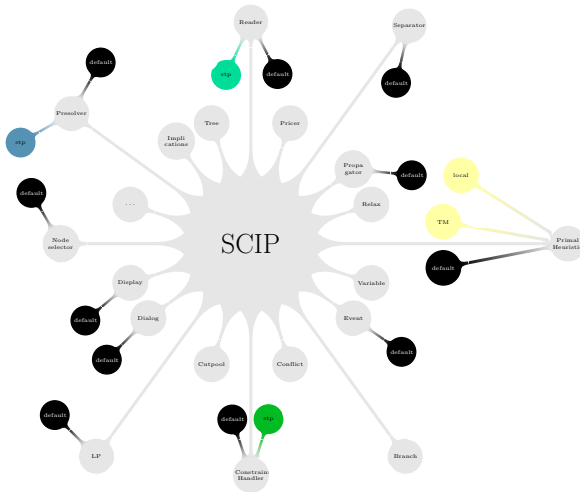 Reader
Separator
default
stp
default
default
Presolver
default
Tree
Pricer
stp
Impli
cations
Propa
gator
default
local
default
. . .
Relax
TM
Node
selector
SCIP
Primal
Heuristic
default
Display
Variable
default
Dialog
Event
default
default
Cutpool
Conflict
default
default
stp
LP
Constraint
Handler
Branch